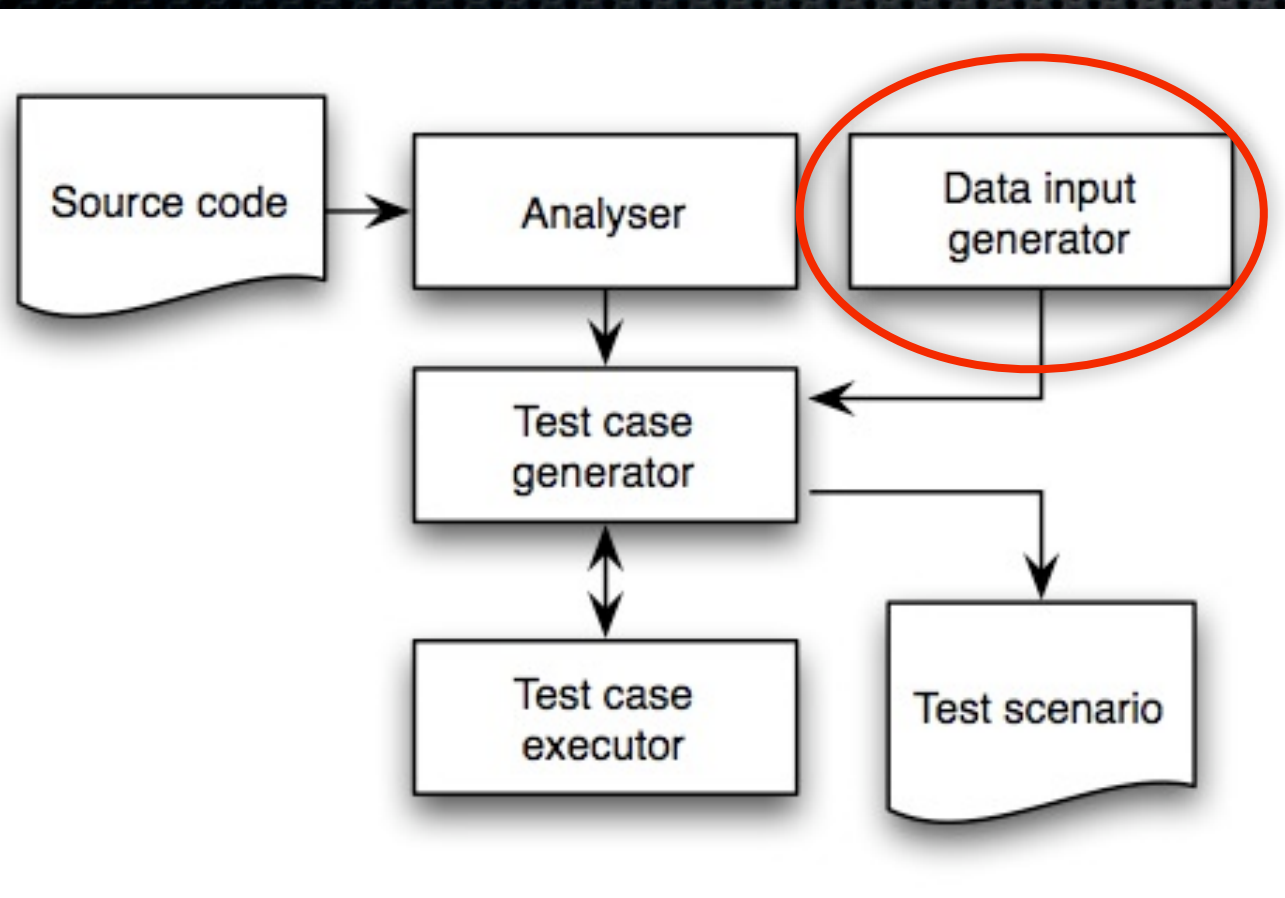 Source code
Analyser
Data input
generator
Test case
generator
Test case
executor
Test scenario